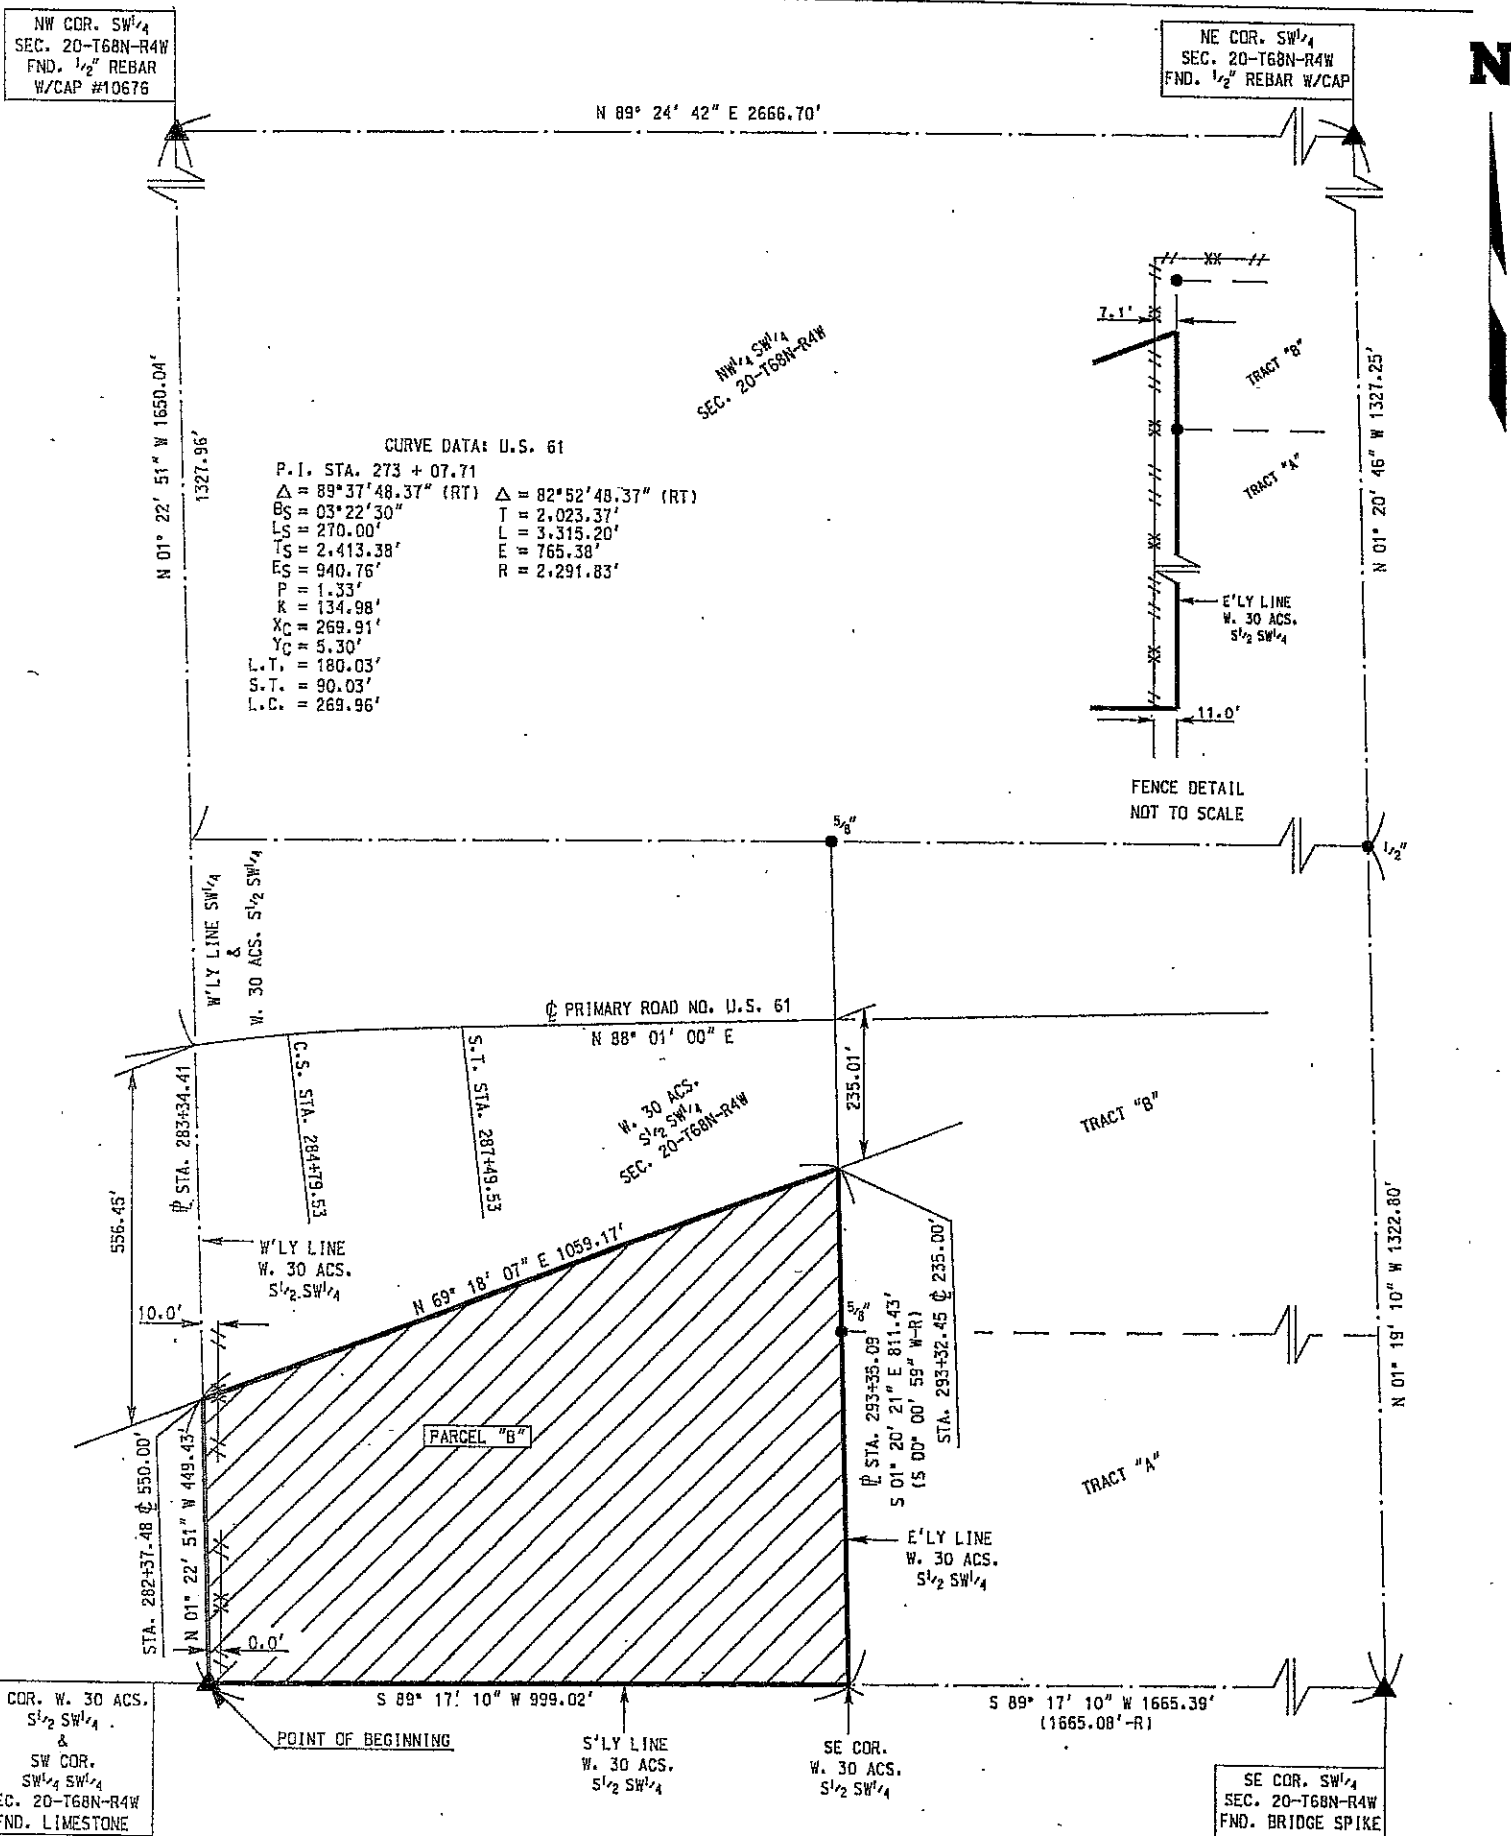 NW COR. SW1/4
SEC. 20-T68N-R4W
FND. 1/2" REBAR
W/CAP #10676
NE COR. SW1/4
SEC. 20-T68N-R4W
FND. 1/2" REBAR W/CAP
N
N 89° 24' 42" E 2666.70'
N 01° 22' 51" W 1650.04'
1327.96'
NW1/4 SW1/4
SEC. 20-T68N-R4W
7.1'
TRACT "B"
TRACT "A"
E'LY LINE
W. 30 ACS.
S1/2 SW1/4
11.0'
FENCE DETAIL
NOT TO SCALE
N 01° 20' 46" W 1327.25'
CURVE DATA: U.S. 61
P.I. STA. 273 + 07.71
Δ = 89°37'48.37" (RT) Δ = 82°52'48.37" (RT)
θS = 03°22'30" T = 2,023.37'
LS = 270.00' L = 3,315.20'
TS = 2,413.38' E = 765.38'
ES = 940.76' R = 2,291.83'
P = 1.33'
K = 134.98'
XC = 269.91'
YC = 5.30'
L.T. = 180.03'
S.T. = 90.03'
L.C. = 269.96'
5/8"
1/2"
W'LY LINE SW1/4
&
W. 30 ACS. S1/2 SW1/4
℄ PRIMARY ROAD NO. U.S. 61
N 88° 01' 00" E
556.45'
ℙ STA. 283+34.41
C.S. STA. 284+79.53
S.T. STA. 287+49.53
W. 30 ACS.
S1/2 SW1/4
SEC. 20-T68N-R4W
235.01'
TRACT "B"
W'LY LINE
W. 30 ACS.
S1/2 SW1/4
10.0'
N 69° 18' 07" E 1059.17'
5/8"
ℙ STA. 293+35.09
S 01° 20' 21" E 811.43'
(S 00° 00' 59" W-R)
STA. 293+32.45 ℄ 235.00'
N 01° 19' 10" W 1322.80'
PARCEL "B"
TRACT "A"
STA. 282+37.48 ℄ 550.00'
N 01° 22' 51" W 449.43'
E'LY LINE
W. 30 ACS.
S1/2 SW1/4
0.0'
S 89° 17' 10" W 999.02'
S 89° 17' 10" W 1665.39'
(1665.08'-R)
POINT OF BEGINNING
S'LY LINE
W. 30 ACS.
S1/2 SW1/4
SE COR.
W. 30 ACS.
S1/2 SW1/4
COR. W. 30 ACS.
S1/2 SW1/4
&
SW COR.
SW1/4 SW1/4
EC. 20-T68N-R4W
FND. LIMESTONE
SE COR. SW1/4
SEC. 20-T68N-R4W
FND. BRIDGE SPIKE